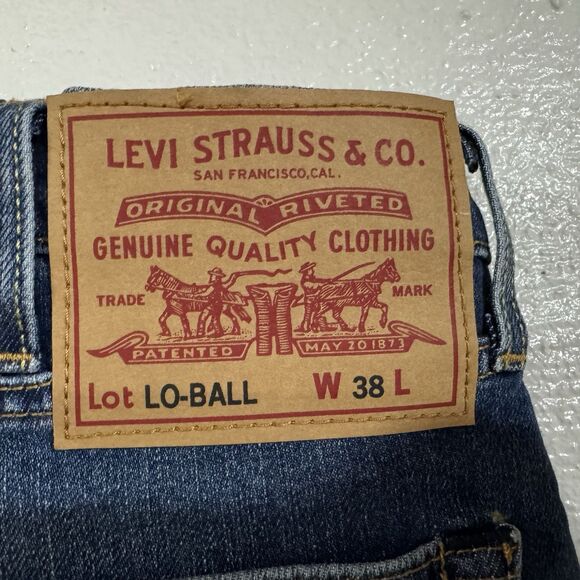 LEVI STRAUSS & CO.
SAN FRANCISCO, CAL.
ORIGINAL RIVETED
GENUINE QUALITY CLOTHING
TRADE MARK
PATENTED MAY 20 1873
Lot LO-BALL W 38 L